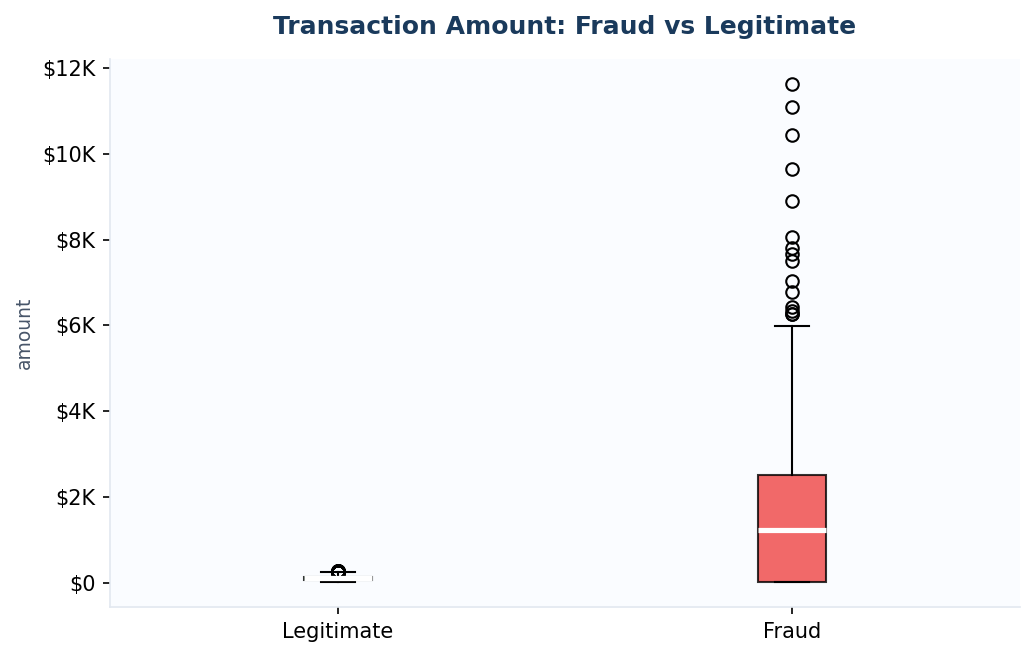 Transaction Amount: Fraud vs Legitimate
$12K
$10K
$8K
$6K
$4K
$2K
$0
amount
Legitimate
Fraud